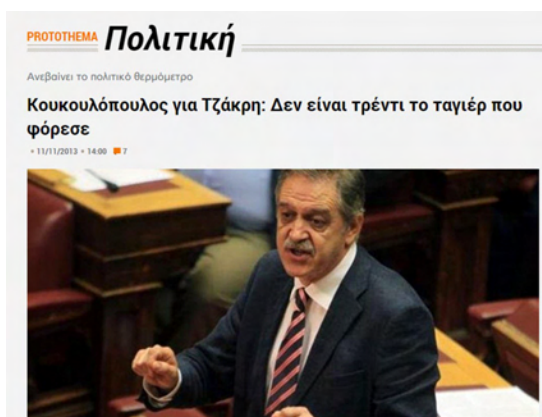 PROTOTHEMA Πολιτική
Ανεβαίνει το πολιτικό θερμόμετρο
Κουκουλόπουλος για Τζάκρη: Δεν είναι τρέντι το ταγιέρ που
φόρεσε
11/11/2013 • 14:00 7